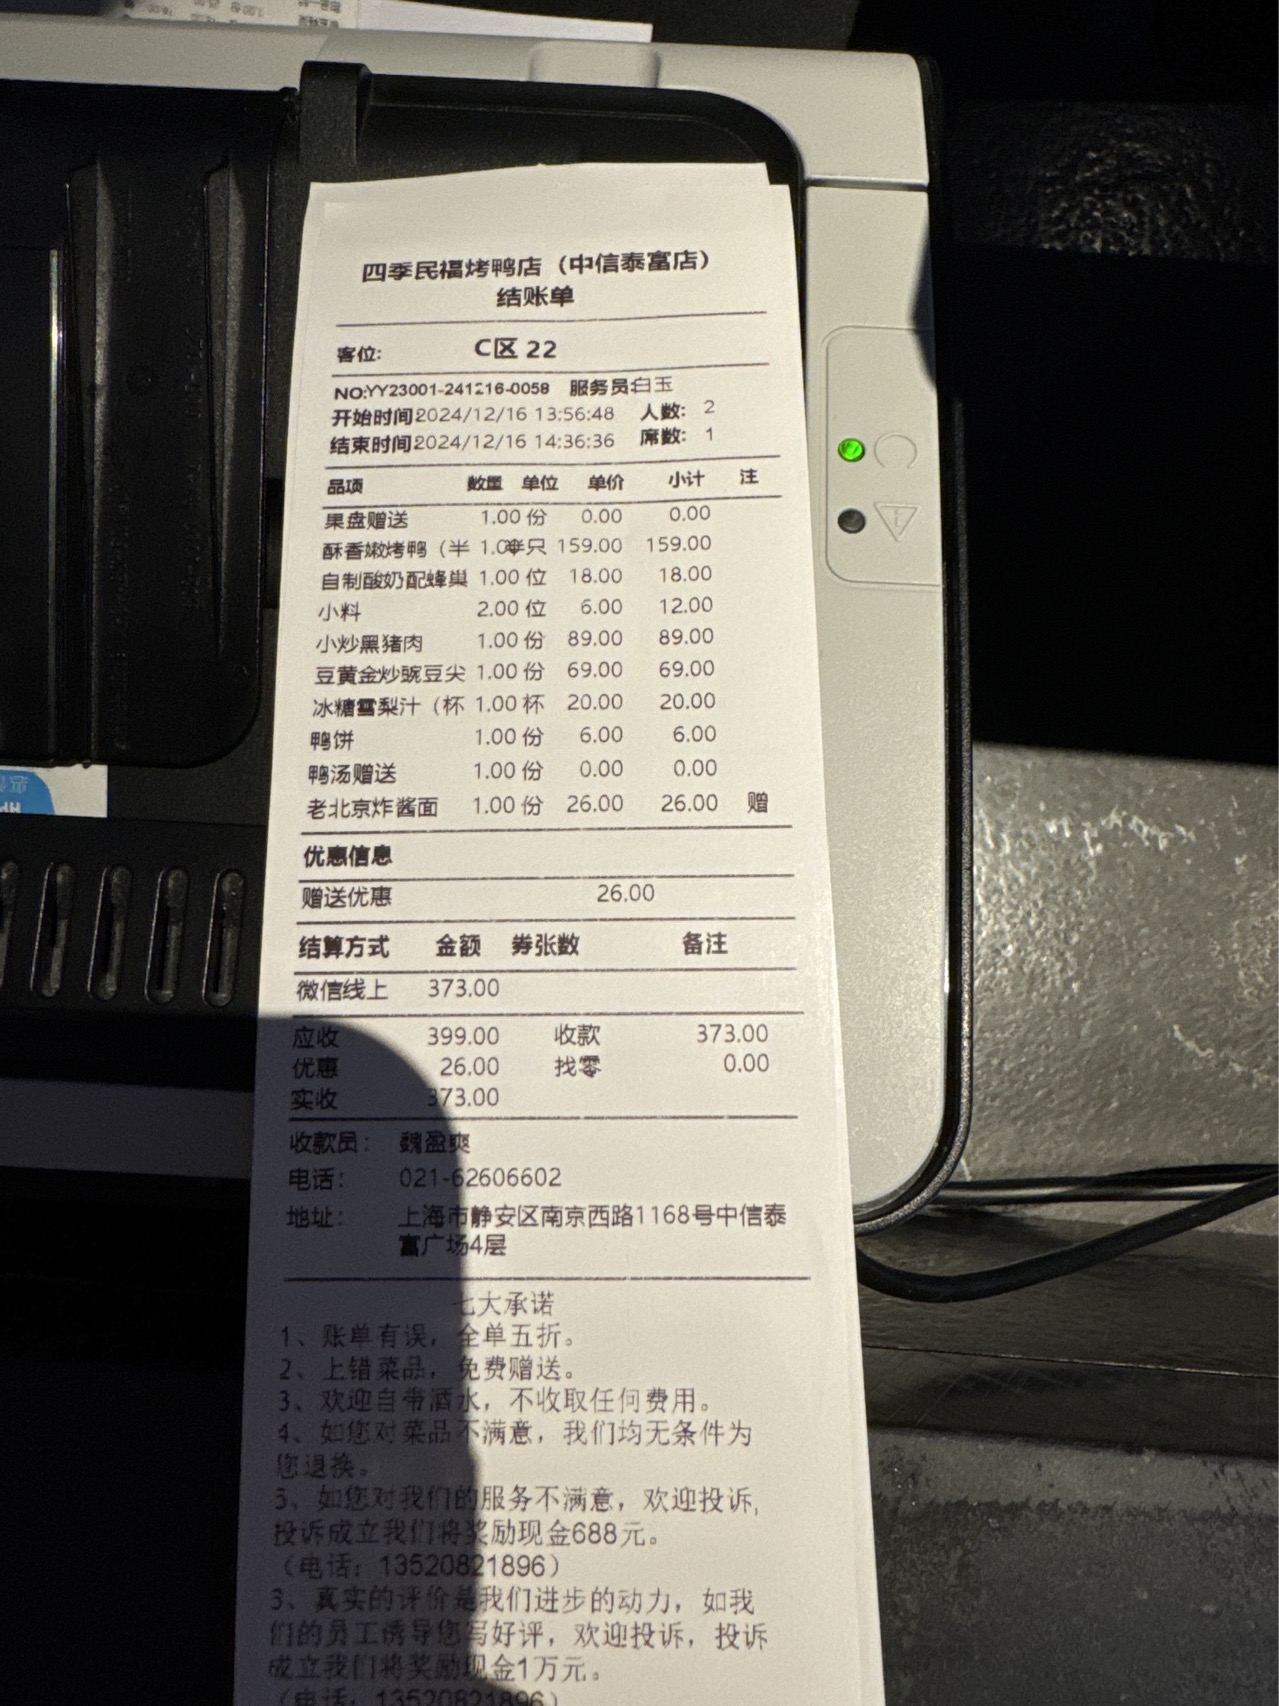 四季民福烤鸭店（中信泰富店）
结账单
客位: C区 22
NO:YY23001-241216-0058 服务员:白玉
开始时间2024/12/16 13:56:48 人数: 2
结束时间2024/12/16 14:36:36 席数: 1
品项 数量 单位 单价 小计 注
果盘赠送 1.00 份 0.00 0.00
酥香嫩烤鸭（半 1.00半只 159.00 159.00
自制酸奶配蜂巢 1.00 位 18.00 18.00
小料 2.00 位 6.00 12.00
小炒黑猪肉 1.00 份 89.00 89.00
豆黄金炒豌豆尖 1.00 份 69.00 69.00
冰糖雪梨汁（杯 1.00 杯 20.00 20.00
鸭饼 1.00 份 6.00 6.00
鸭汤赠送 1.00 份 0.00 0.00
老北京炸酱面 1.00 份 26.00 26.00 赠
优惠信息
赠送优惠 26.00
结算方式 金额 券张数 备注
微信线上 373.00
应收 399.00 收款 373.00
优惠 26.00 找零 0.00
实收 373.00
收款员: 魏盈爽
电话: 021-62606602
地址: 上海市静安区南京西路1168号中信泰
富广场4层
七大承诺
1、账单有误，全单五折。
2、上错菜品，免费赠送。
3、欢迎自带酒水，不收取任何费用。
4、如您对菜品不满意，我们均无条件为
您退换。
5、如您对我们的服务不满意，欢迎投诉,
投诉成立我们将奖励现金688元。
（电话：13520821896）
3、真实的评价是我们进步的动力，如我
们的员工诱导您写好评，欢迎投诉，投诉
成立我们将奖励现金1万元。
（电话：13520821896）